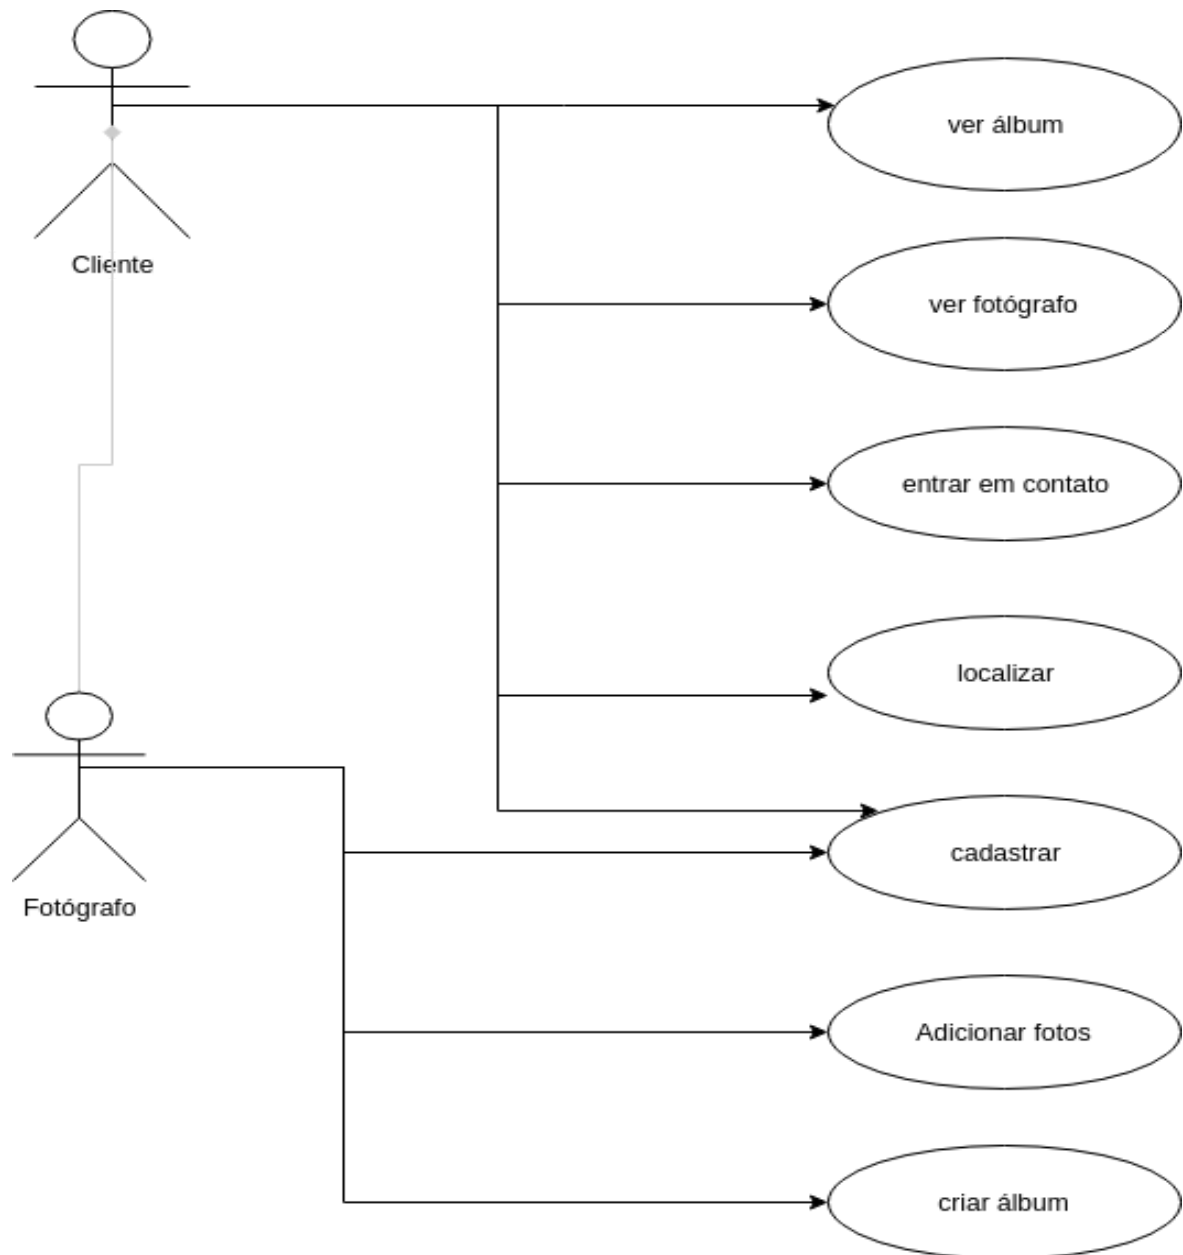 ver álbum
Cliente
ver fotógrafo
entrar em contato
localizar
cadastrar
Fotógrafo
Adicionar fotos
criar álbum